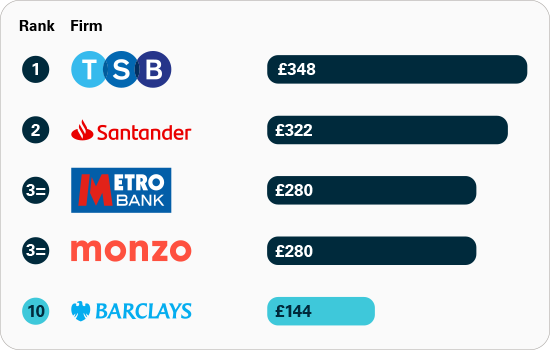 Rank Firm
1 TSB £348
2 Santander £322
3= METRO BANK £280
3= monzo £280
10 BARCLAYS £144